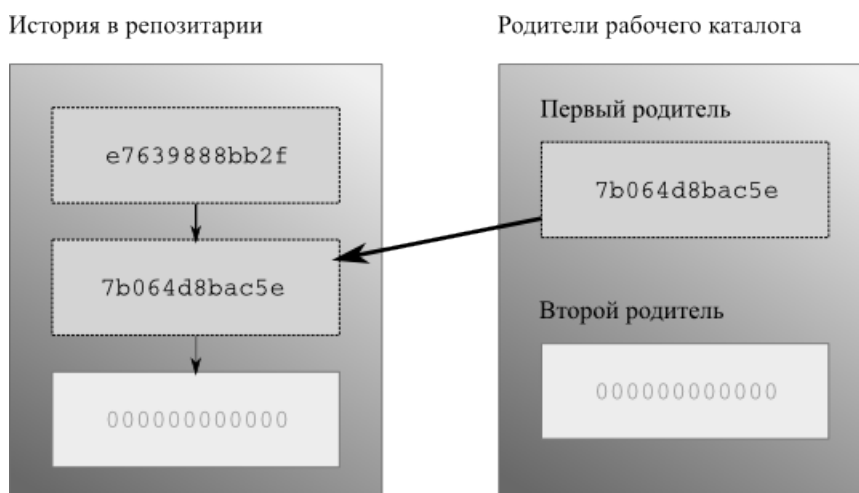 История в репозитарии
e7639888bb2f
7b064d8bac5e
000000000000
Родители рабочего каталога
Первый родитель
7b064d8bac5e
Второй родитель
000000000000